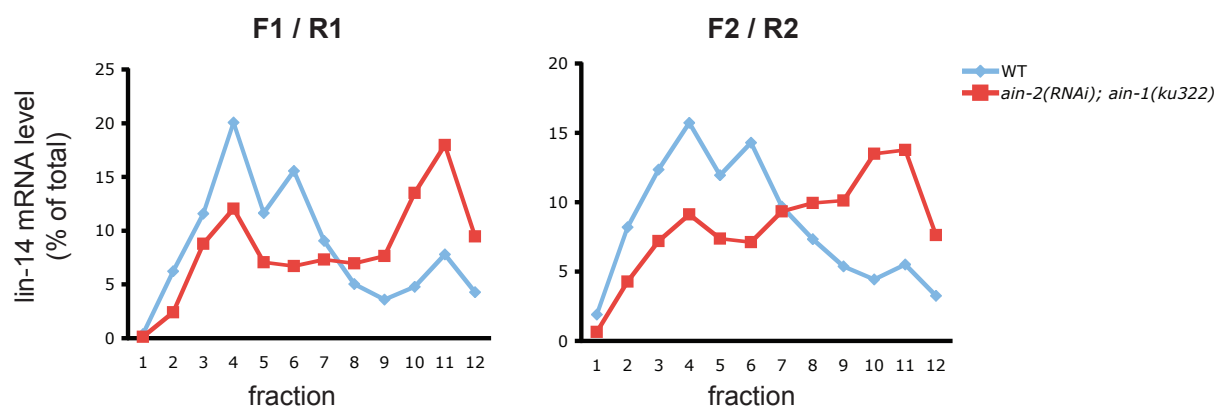 F1 / R1
F2 / R2
lin-14 mRNA level
(% of total)
25
20
15
10
5
0
1 2 3 4 5 6 7 8 9 10 11 12
fraction
20
15
10
5
0
1 2 3 4 5 6 7 8 9 10 11 12
fraction
WT
ain-2(RNAi); ain-1(ku322)